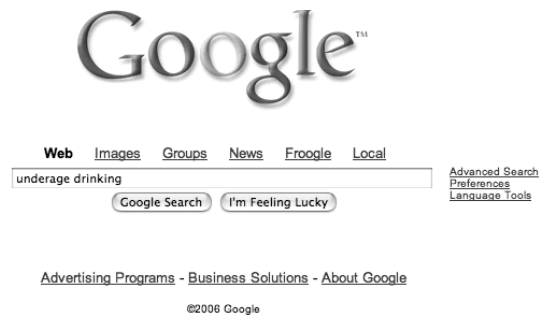 Google™
Web Images Groups News Froogle Local
underage drinking
Advanced Search
Preferences
Language Tools
Google Search I'm Feeling Lucky
Advertising Programs - Business Solutions - About Google
©2006 Google